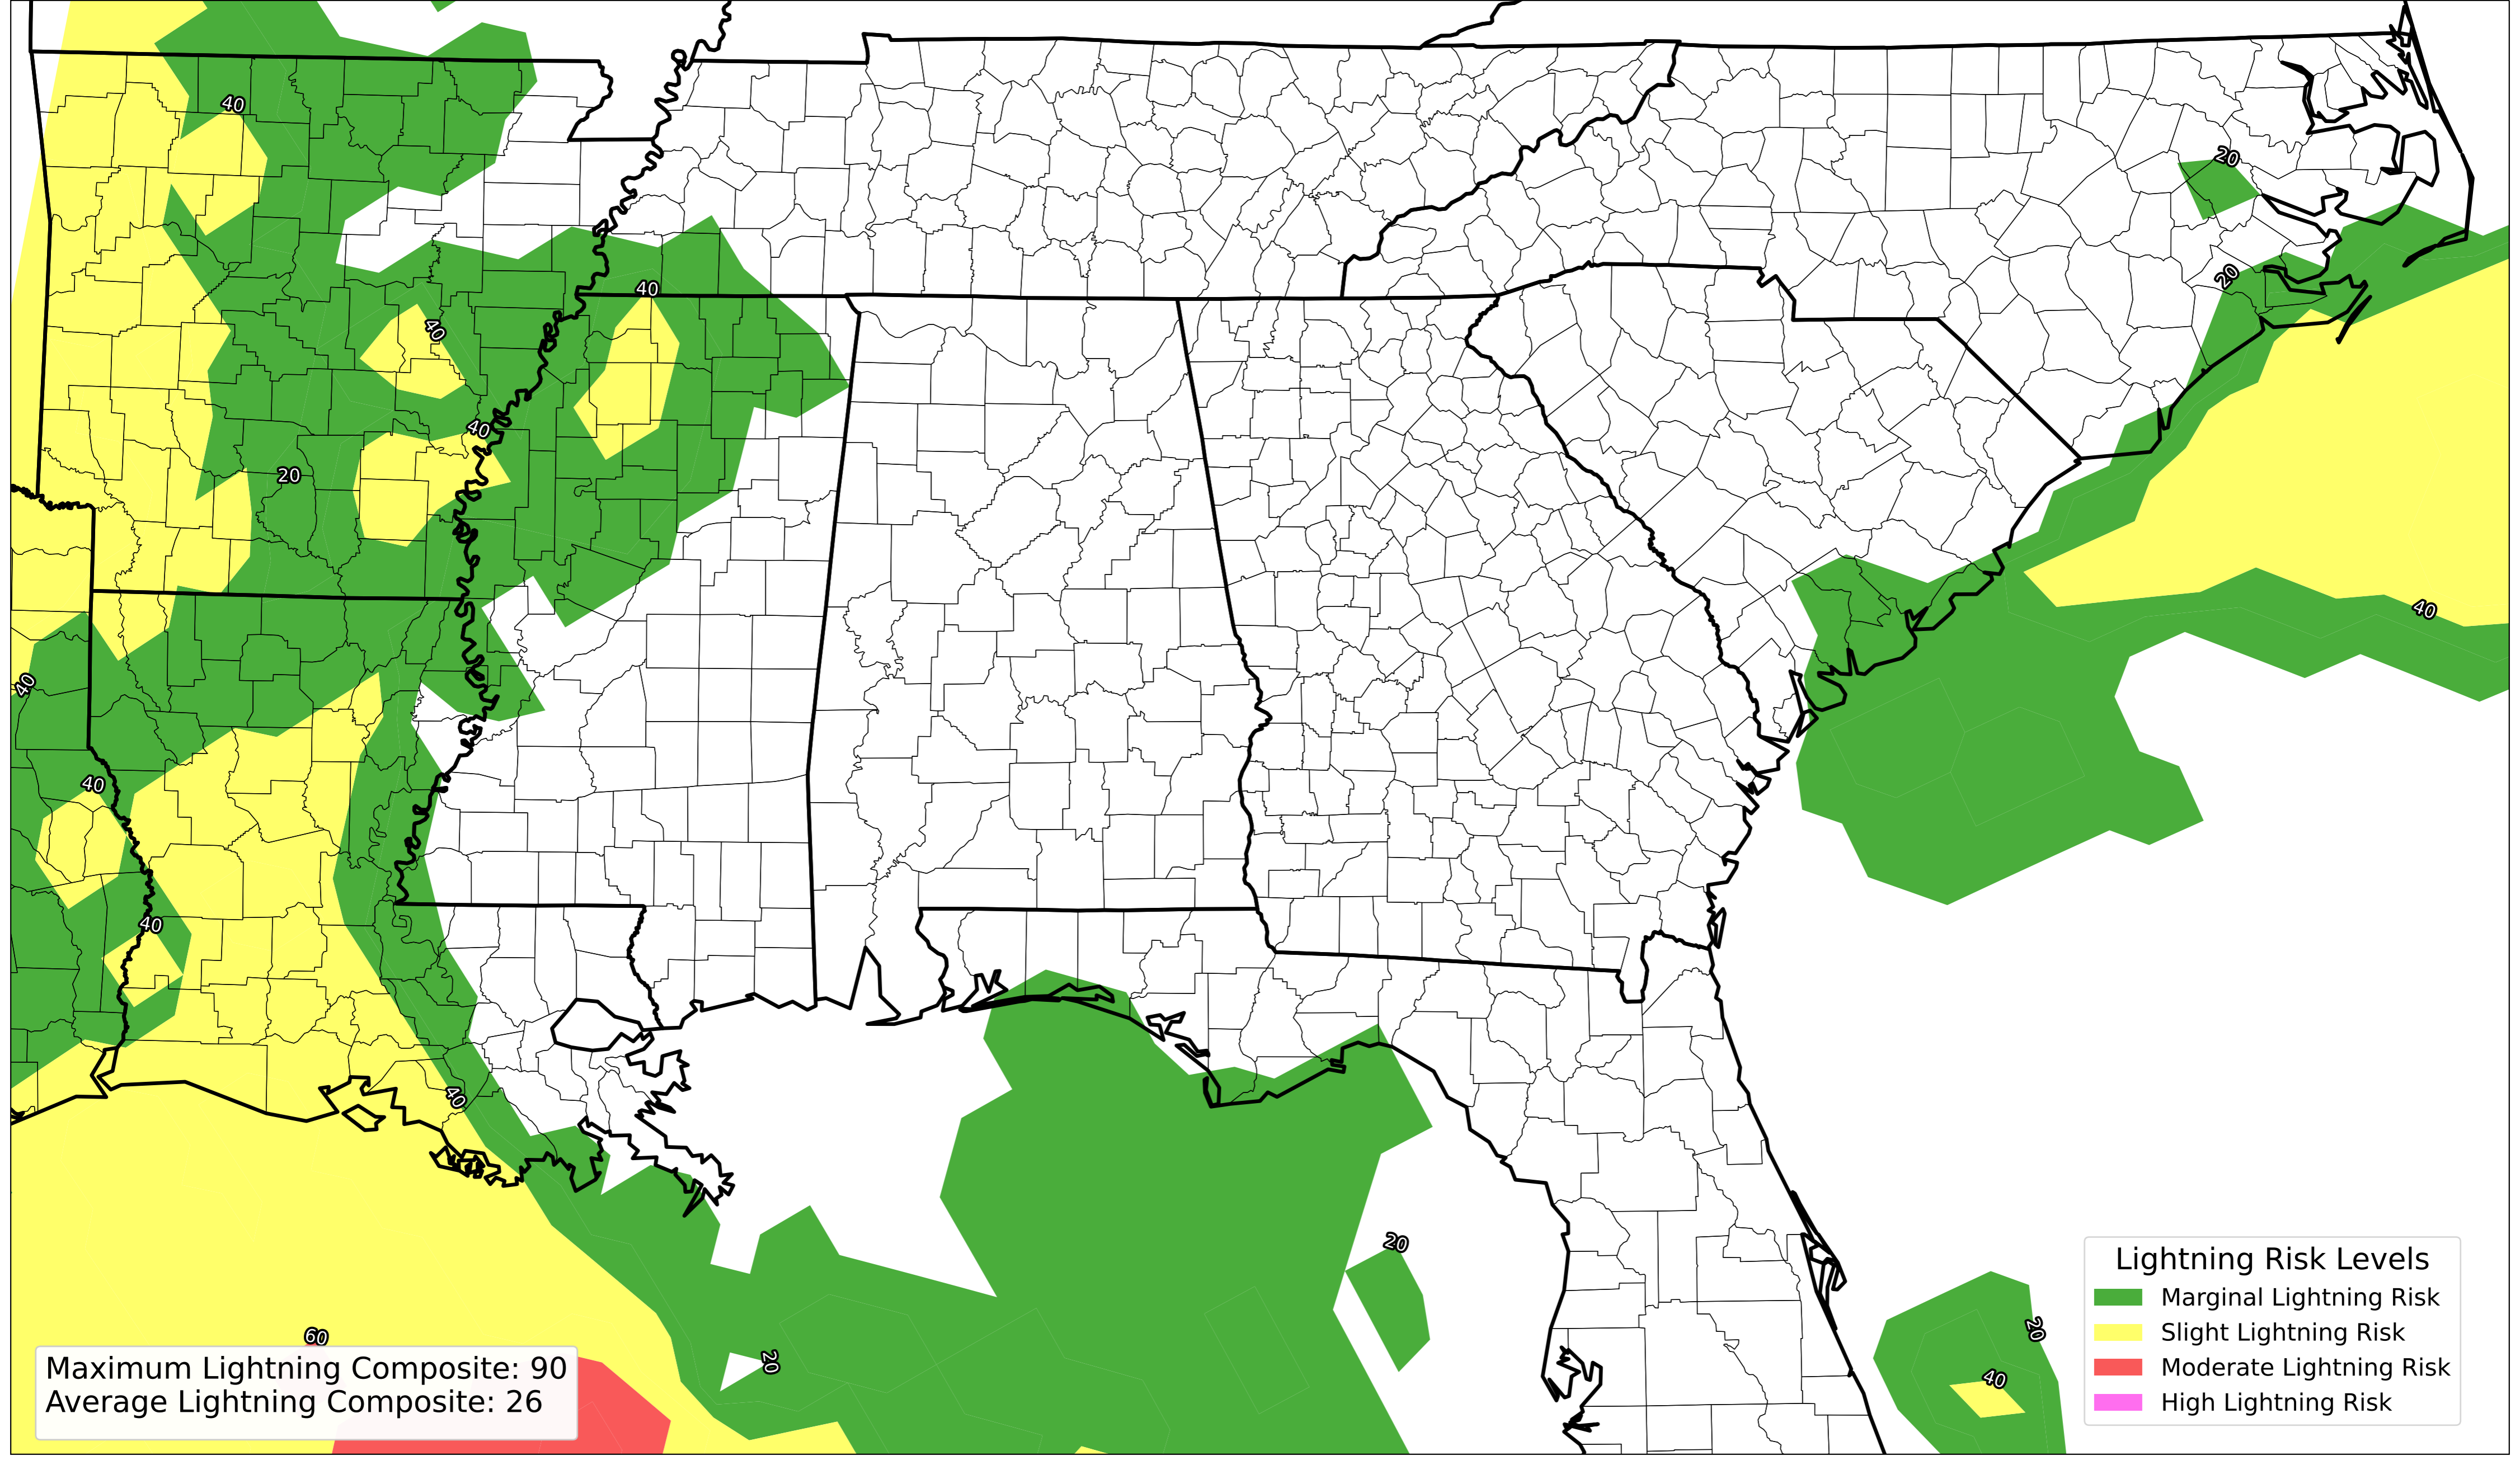 40
20
40
20
40
40
40
20
40
40
40
40
40
20
60
20
20
40
Lightning Risk Levels
Marginal Lightning Risk
Slight Lightning Risk
Moderate Lightning Risk
High Lightning Risk
Maximum Lightning Composite: 90
Average Lightning Composite: 26